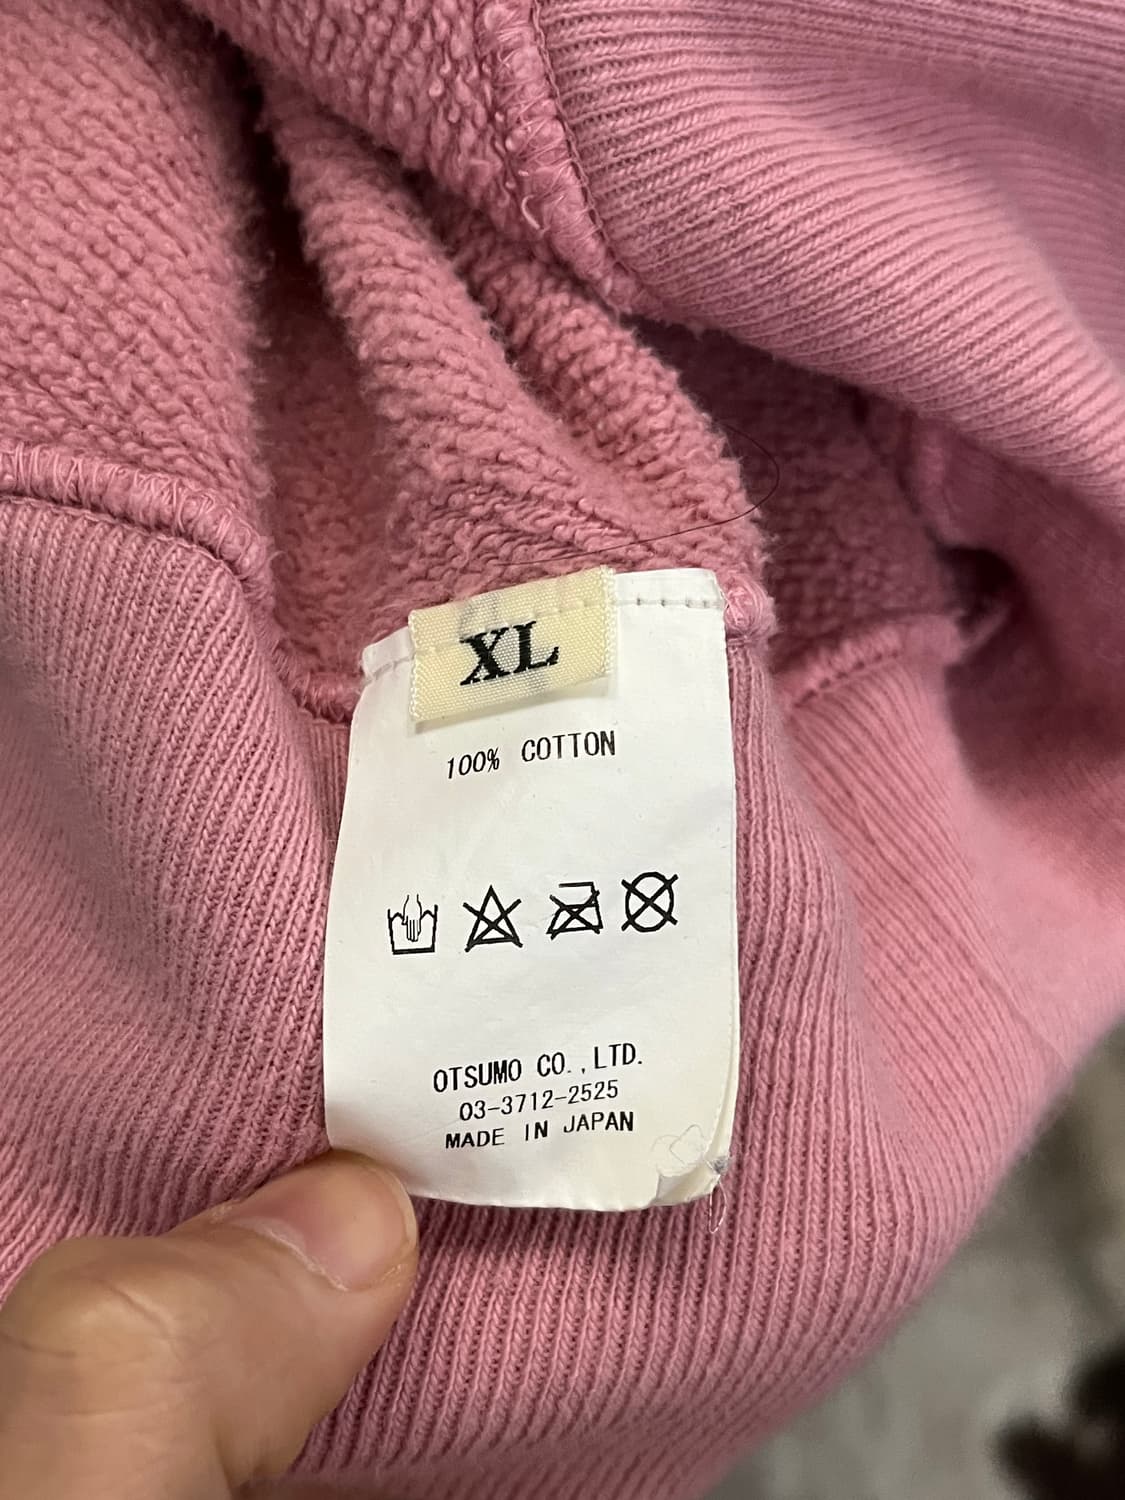 XL
100% COTTON
OTSUMO CO.,LTD.
03-3712-2525
MADE IN JAPAN